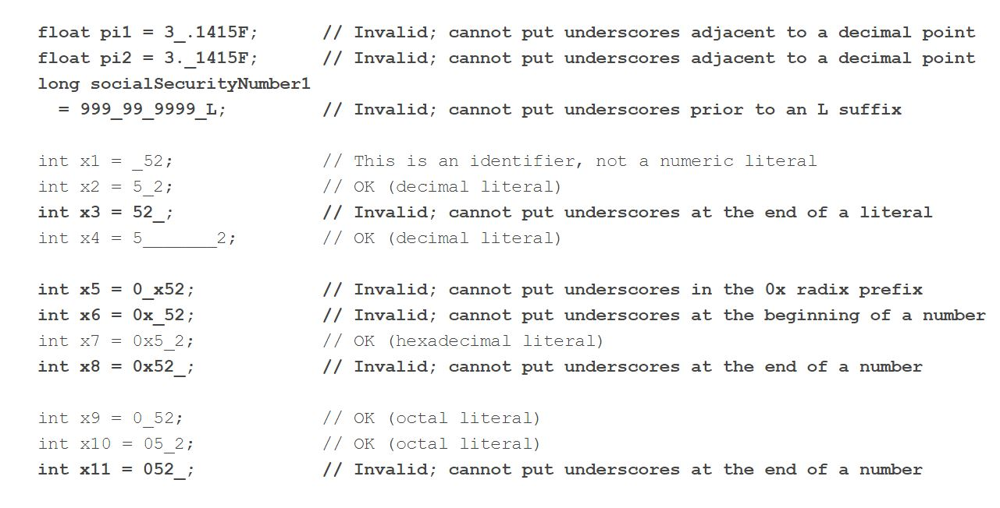 float pi1 = 3_.1415F;      // Invalid; cannot put underscores adjacent to a decimal point
float pi2 = 3._1415F;      // Invalid; cannot put underscores adjacent to a decimal point
long socialSecurityNumber1
  = 999_99_9999_L;         // Invalid; cannot put underscores prior to an L suffix

int x1 = _52;              // This is an identifier, not a numeric literal
int x2 = 5_2;              // OK (decimal literal)
int x3 = 52_;              // Invalid; cannot put underscores at the end of a literal
int x4 = 5_______2;        // OK (decimal literal)

int x5 = 0_x52;            // Invalid; cannot put underscores in the 0x radix prefix
int x6 = 0x_52;            // Invalid; cannot put underscores at the beginning of a number
int x7 = 0x5_2;            // OK (hexadecimal literal)
int x8 = 0x52_;            // Invalid; cannot put underscores at the end of a number

int x9 = 0_52;             // OK (octal literal)
int x10 = 05_2;            // OK (octal literal)
int x11 = 052_;            // Invalid; cannot put underscores at the end of a number